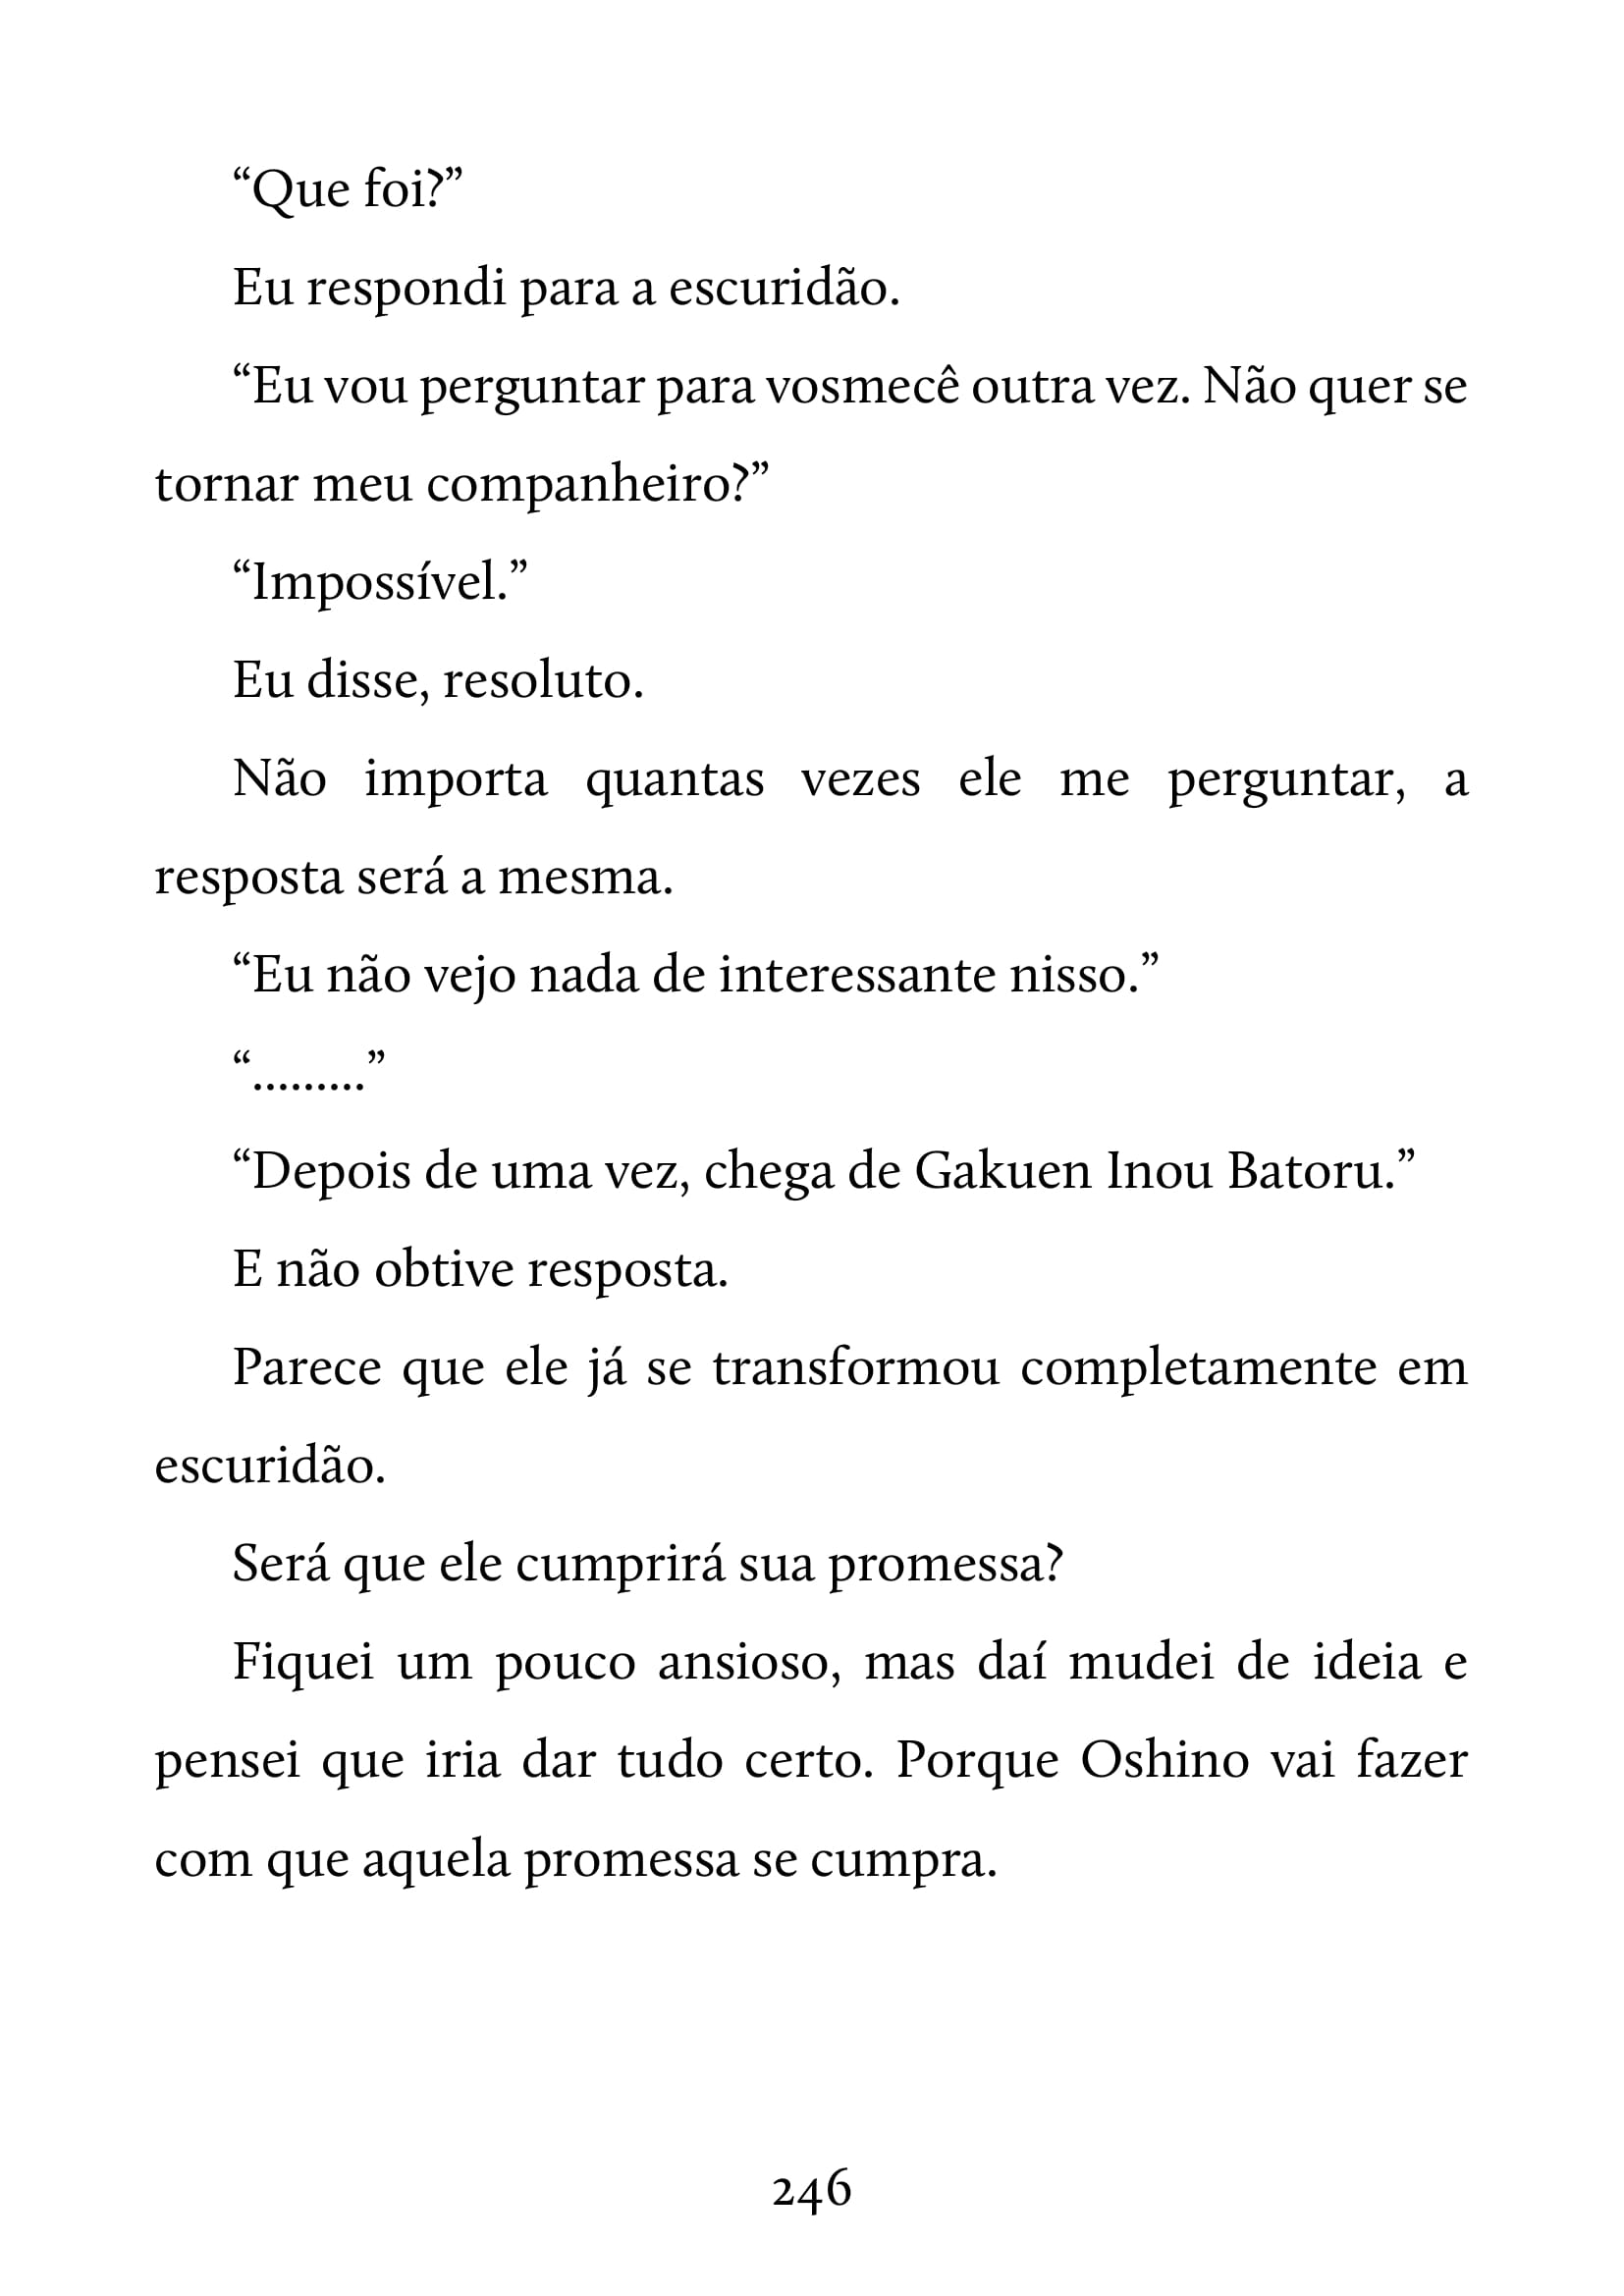 “Que foi?”
Eu respondi para a escuridão.
“Eu vou perguntar para vosmecê outra vez. Não quer se
tornar meu companheiro?”
“Impossível.”
Eu disse, resoluto.
Não importa quantas vezes ele me perguntar, a
resposta será a mesma.
“Eu não vejo nada de interessante nisso.”
“.........”
“Depois de uma vez, chega de Gakuen Inou Batoru.”
E não obtive resposta.
Parece que ele já se transformou completamente em
escuridão.
Será que ele cumprirá sua promessa?
Fiquei um pouco ansioso, mas daí mudei de ideia e
pensei que iria dar tudo certo. Porque Oshino vai fazer
com que aquela promessa se cumpra.
246